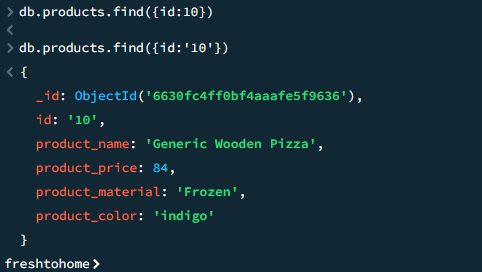 > db.products.find({id:10})
<
> db.products.find({id:'10'})
< {
_id: ObjectId('6630fc4ff0bf4aaafe5f9636'),
id: '10',
product_name: 'Generic Wooden Pizza',
product_price: 84,
product_material: 'Frozen',
product_color: 'indigo'
}
freshtohome>